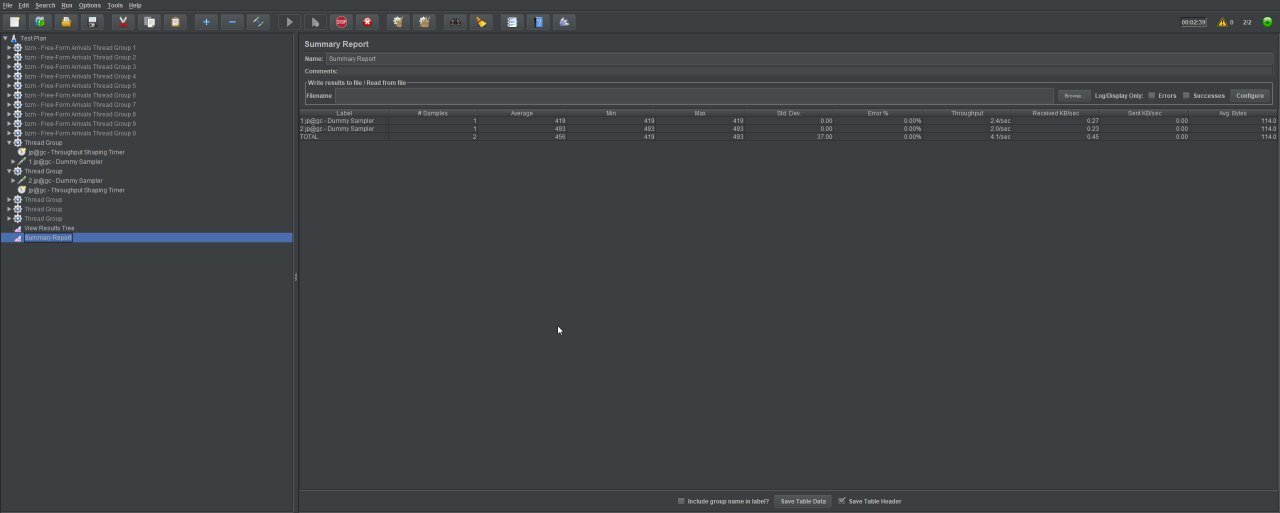 File Edit Search Run Options Tools Help
00:02:39 0 2/2
Test Plan
bzm - Free-Form Arrivals Thread Group 1
bzm - Free-Form Arrivals Thread Group 2
bzm - Free-Form Arrivals Thread Group 3
bzm - Free-Form Arrivals Thread Group 4
bzm - Free-Form Arrivals Thread Group 5
bzm - Free-Form Arrivals Thread Group 6
bzm - Free-Form Arrivals Thread Group 7
bzm - Free-Form Arrivals Thread Group 8
bzm - Free-Form Arrivals Thread Group 9
bzm - Free-Form Arrivals Thread Group 0
Thread Group
jp@gc - Throughput Shaping Timer
1 jp@gc - Dummy Sampler
Thread Group
2 jp@gc - Dummy Sampler
jp@gc - Throughput Shaping Timer
Thread Group
Thread Group
Thread Group
View Results Tree
Summary Report
Summary Report
Name: Summary Report
Comments:
Write results to file / Read from file
Filename Browse... Log/Display Only: Errors Successes Configure
Label # Samples Average Min Max Std. Dev. Error % Throughput Received KB/sec Sent KB/sec Avg. Bytes
1 jp@gc - Dummy Sampler 1 419 419 419 0.00 0.00% 2.4/sec 0.27 0.00 114.0
2 jp@gc - Dummy Sampler 1 493 493 493 0.00 0.00% 2.0/sec 0.23 0.00 114.0
TOTAL 2 456 419 493 37.00 0.00% 4.1/sec 0.45 0.00 114.0
Include group name in label? Save Table Data Save Table Header